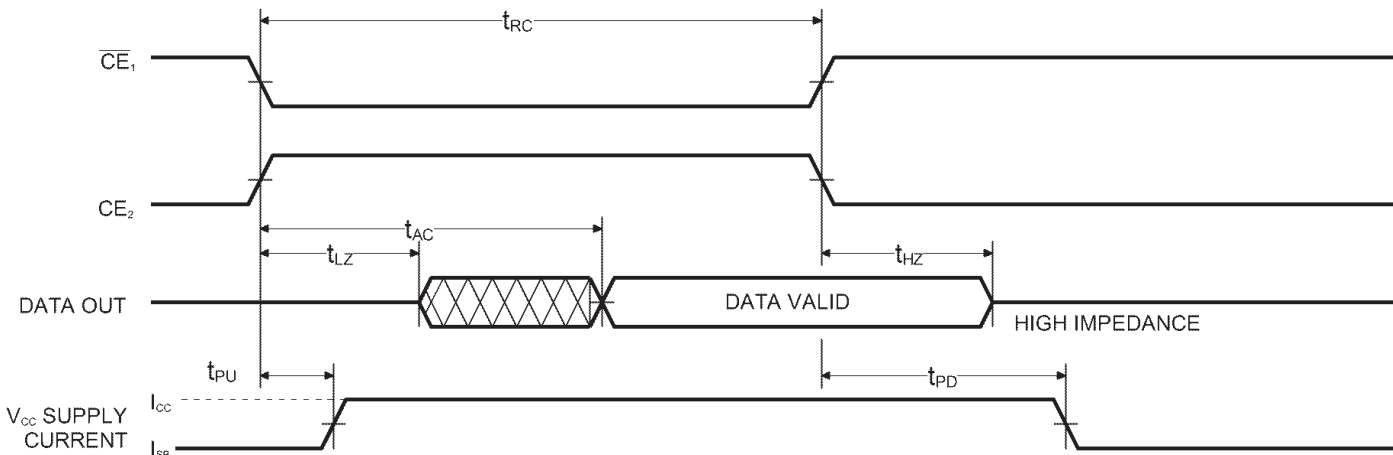 tRC
CE1
CE2
tAC
tLZ
tHZ
DATA OUT
DATA VALID
HIGH IMPEDANCE
tPU
tPD
ICC
VCC SUPPLY
CURRENT
ISB